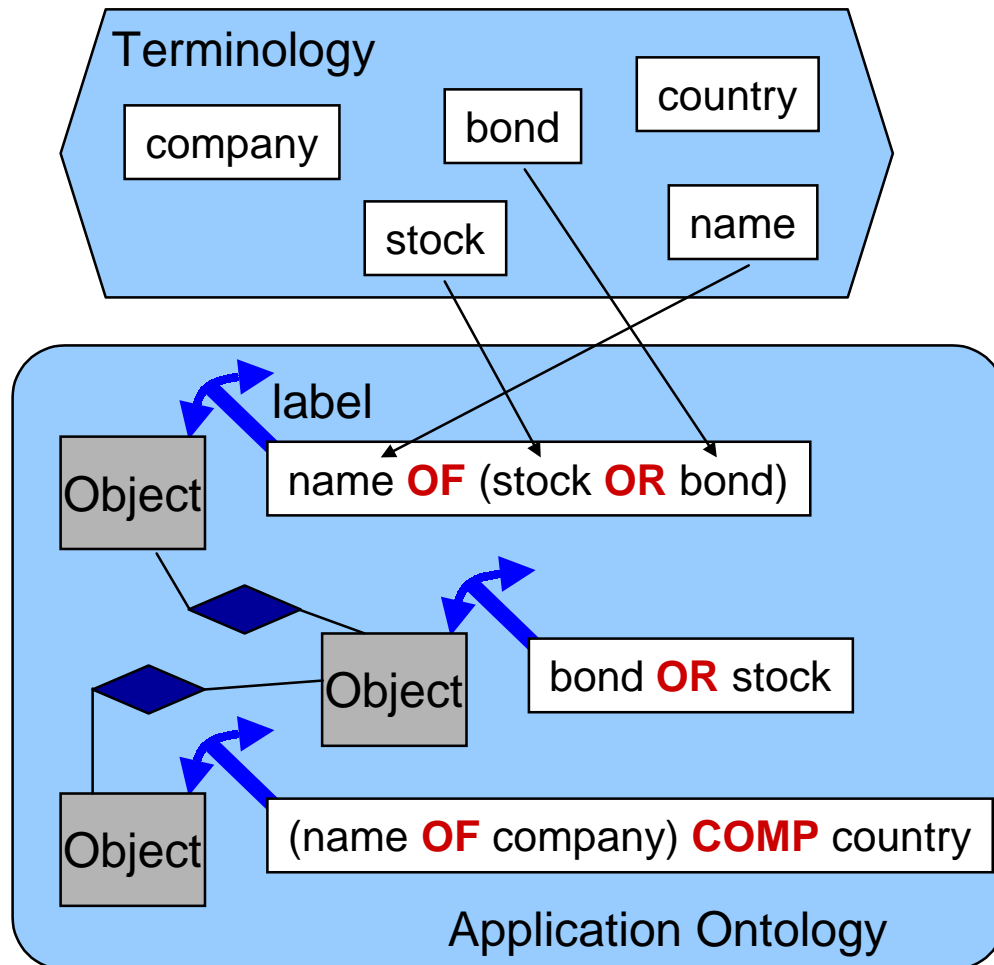 Terminology
country
bond
company
name
stock
label
Object
name OF (stock OR bond)
Object
bond OR stock
Object
(name OF company) COMP country
Application Ontology